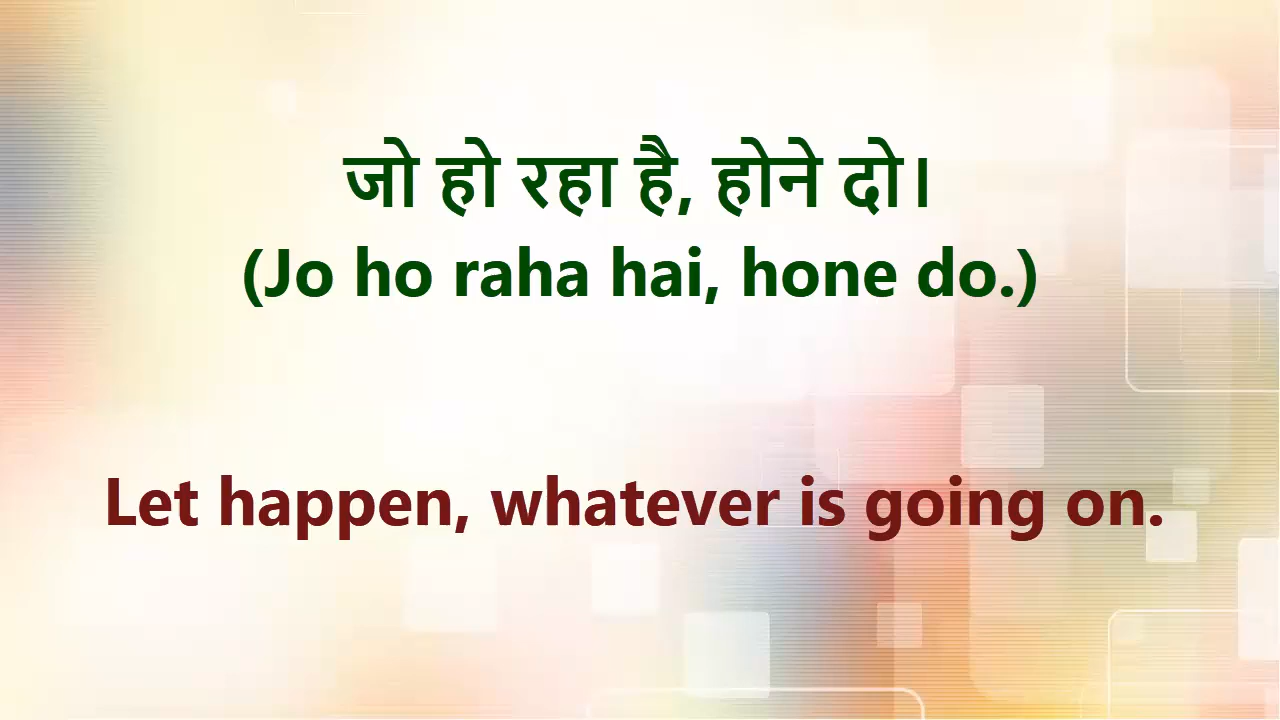 जो हो रहा है, होने दो।
(Jo ho raha hai, hone do.)
Let happen, whatever is going on.